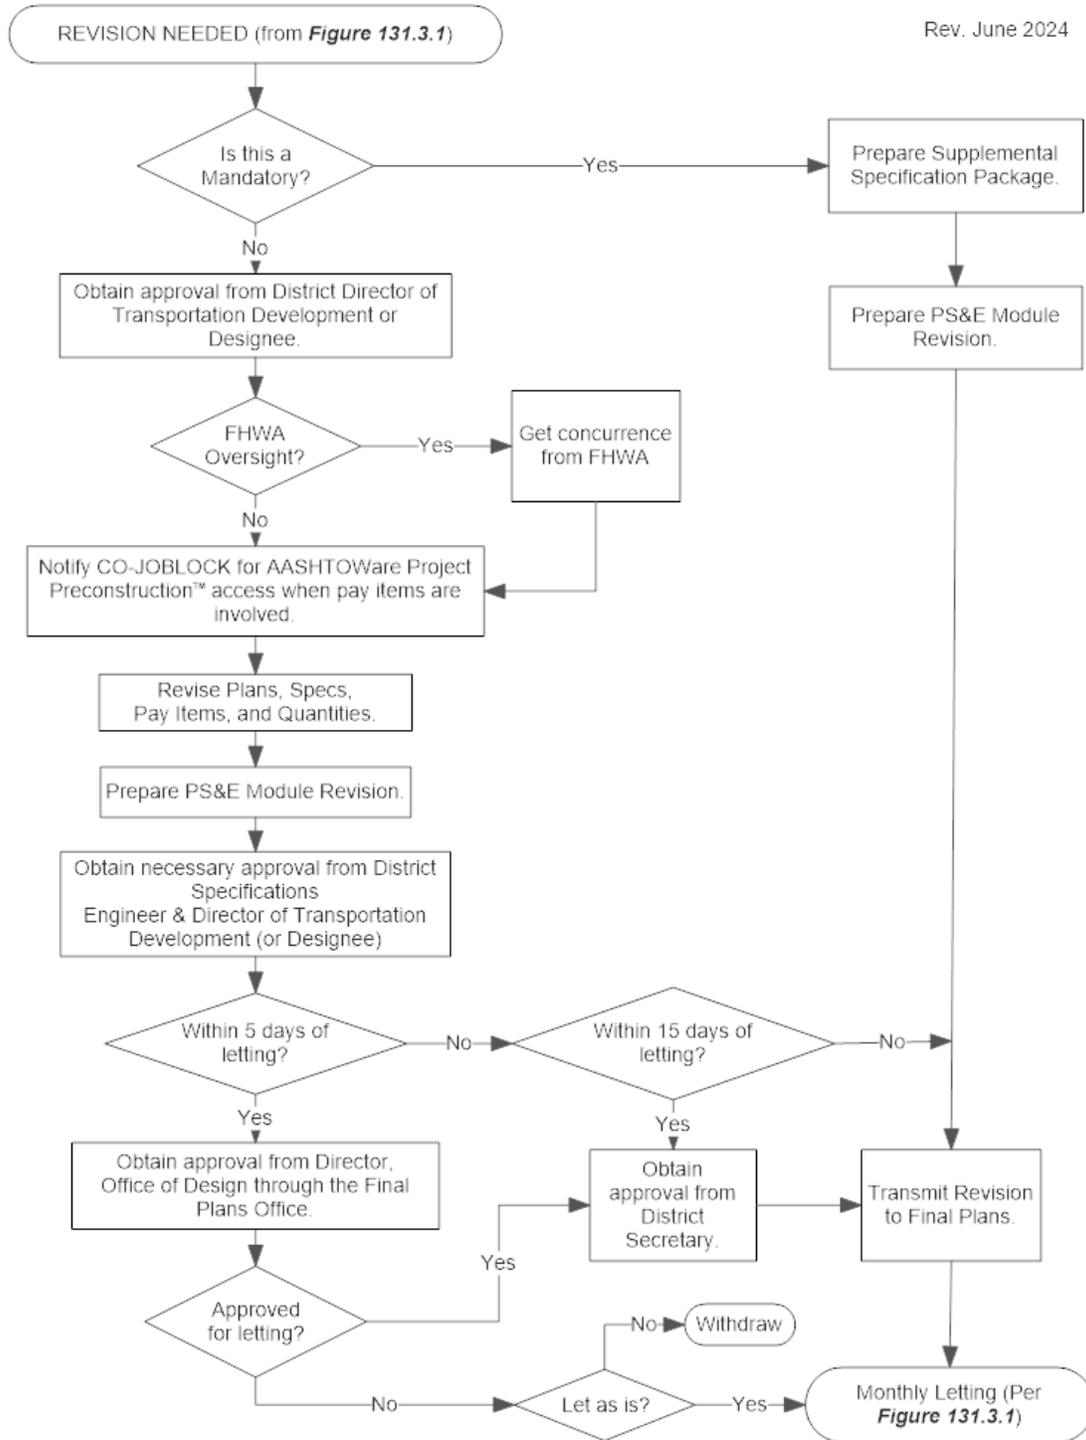 REVISION NEEDED (from Figure 131.3.1)
Rev. June 2024
Is this a
Mandatory?
Yes
Prepare Supplemental
Specification Package.
No
Obtain approval from District Director of
Transportation Development or
Designee.
Prepare PS&E Module
Revision.
FHWA
Oversight?
Yes
Get concurrence
from FHWA
No
Notify CO-JOBLOCK for AASHTOWare Project
Preconstruction™ access when pay items are
involved.
Revise Plans, Specs,
Pay Items, and Quantities.
Prepare PS&E Module Revision.
Obtain necessary approval from District
Specifications
Engineer & Director of Transportation
Development (or Designee)
Within 5 days of
letting?
No
Within 15 days of
letting?
No
Yes
Yes
Obtain approval from Director,
Office of Design through the Final
Plans Office.
Obtain
approval from
District
Secretary.
Transmit Revision
to Final Plans.
Yes
Approved
for letting?
No
Withdraw
No
Let as is?
Yes
Monthly Letting (Per
Figure 131.3.1)